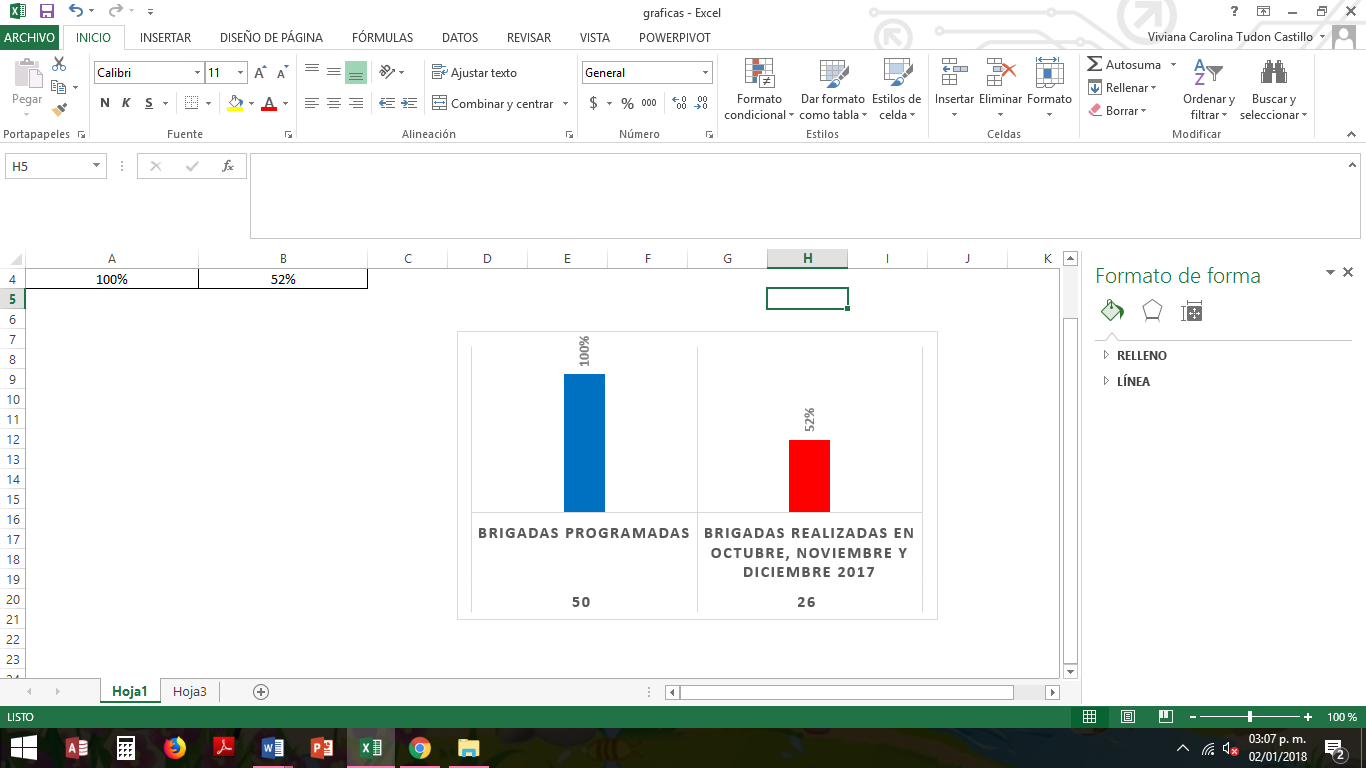 graficas - Excel
ARCHIVO INICIO INSERTAR DISEÑO DE PÁGINA FÓRMULAS DATOS REVISAR VISTA POWERPIVOT Viviana Carolina Tudon Castillo
Pegar
Portapapeles
Calibri 11
N K S A
Fuente
Ajustar texto
Combinar y centrar
Alineación
General
$ % 000
Número
Formato condicional
Dar formato como tabla
Estilos de celda
Estilos
Insertar Eliminar Formato
Celdas
Autosuma
Rellenar
Borrar
Ordenar y filtrar
Buscar y seleccionar
Modificar
H5 fx
A B C D E F G H I J K
4 100% 52%
5
6
7
8
9
10
11
12
13
14
15
16
17
18
19
20
21
22
23
100%
52%
BRIGADAS PROGRAMADAS
BRIGADAS REALIZADAS EN
OCTUBRE, NOVIEMBRE Y
DICIEMBRE 2017
50 26
Formato de forma
RELLENO
LÍNEA
Hoja1 Hoja3
LISTO 100 %
03:07 p. m.
02/01/2018
2